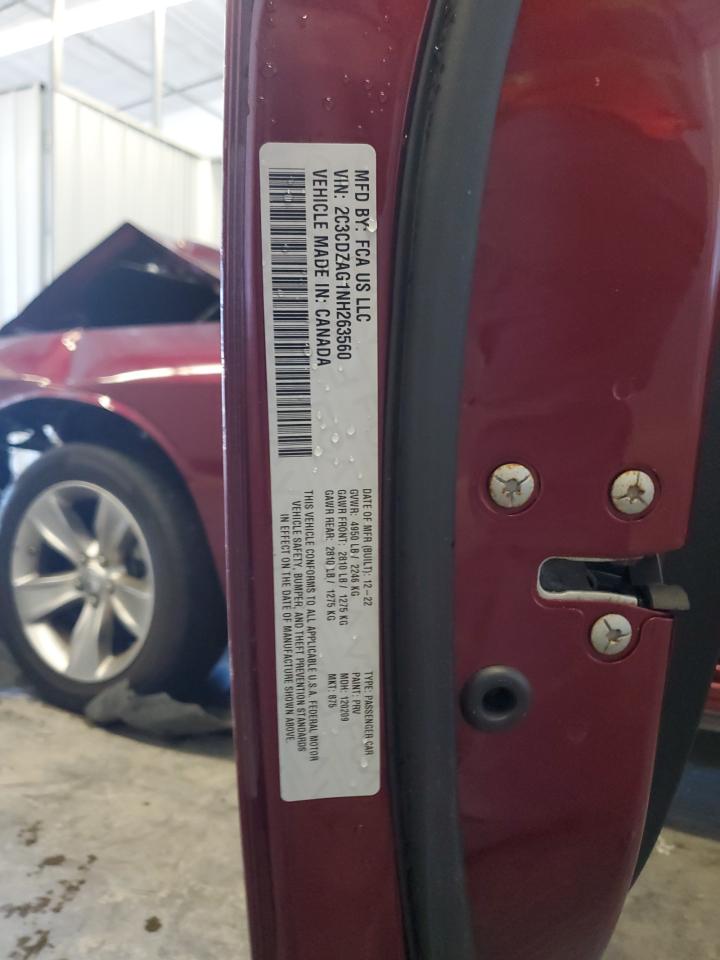 MFD BY: FCA US LLC
VIN: 2C3CDZAG1NH263560
VEHICLE MADE IN: CANADA
DATE OF MFR (BUILT): 12-22
GVWR: 4950 LB / 2246 KG
GAWR FRONT: 2810 LB / 1275 KG
GAWR REAR: 2810 LB / 1275 KG
TYPE: PASSENGER CAR
PAINT: PRV
MDH: 120209
MKT: 875
THIS VEHICLE CONFORMS TO ALL APPLICABLE U.S.A. FEDERAL MOTOR
VEHICLE SAFETY, BUMPER, AND THEFT PREVENTION STANDARDS
IN EFFECT ON THE DATE OF MANUFACTURE SHOWN ABOVE.